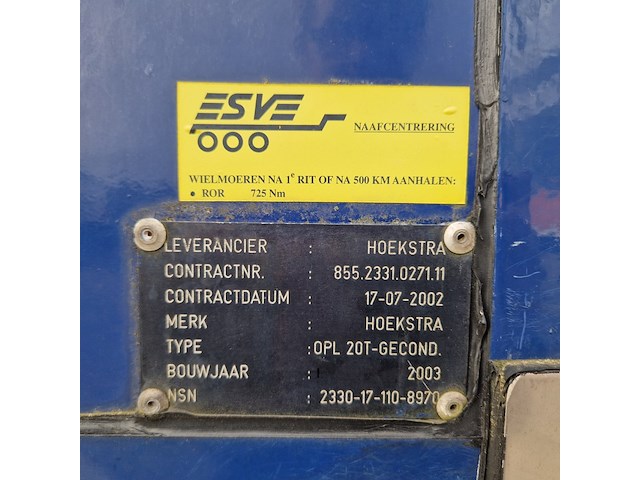 ESVE
NAAFCENTRERING
WIELMOEREN NA 1e RIT OF NA 500 KM AANHALEN:
• ROR 725 Nm
LEVERANCIER : HOEKSTRA
CONTRACTNR. : 855.2331.0271.11
CONTRACTDATUM : 17-07-2002
MERK : HOEKSTRA
TYPE :OPL 20T-GECOND.
BOUWJAAR : 2003
NSN : 2330-17-110-8970